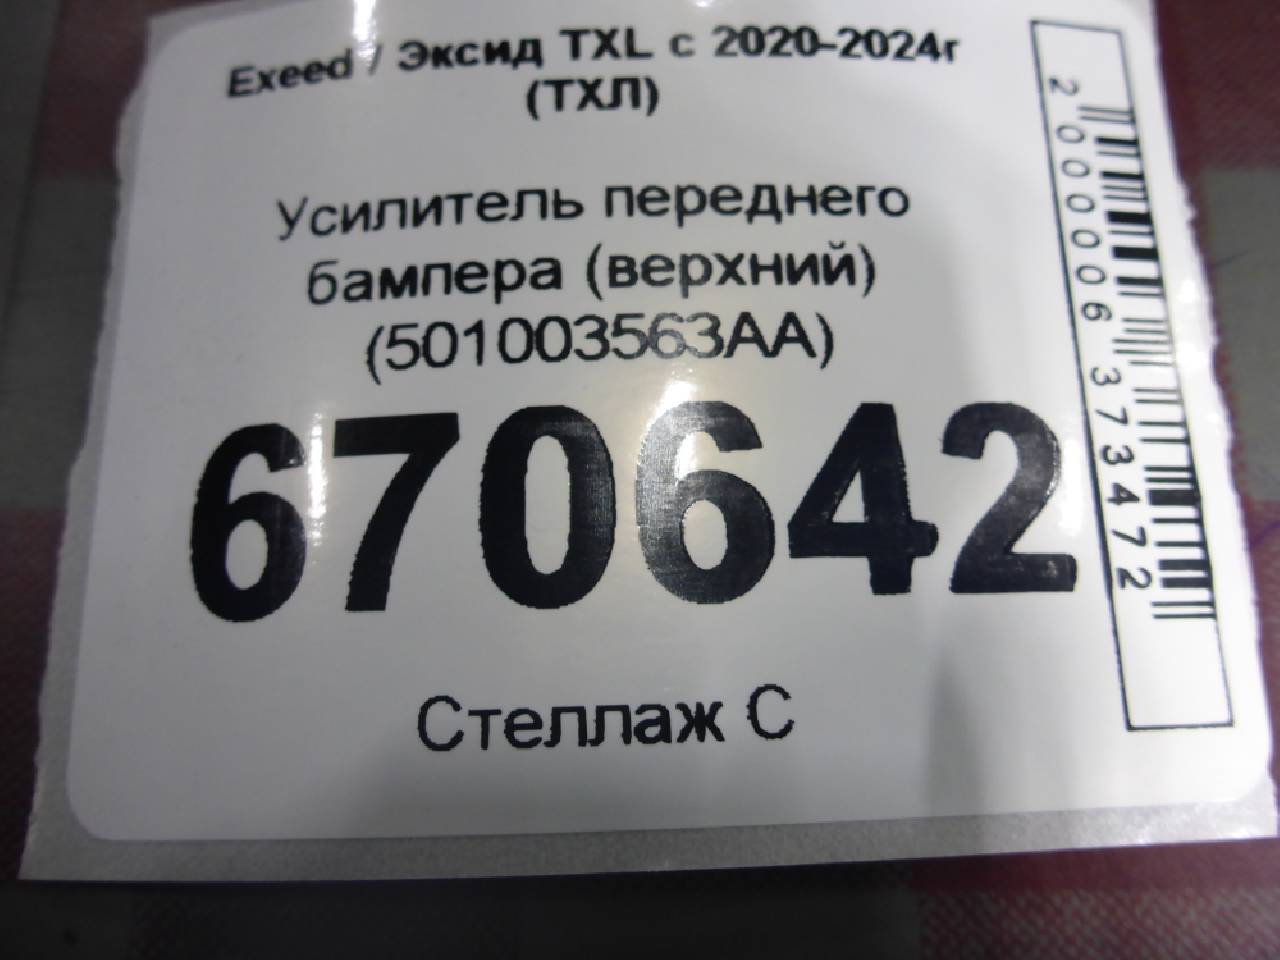 Exeed / Эксид TXL с 2020-2024г
(ТХЛ)
Усилитель переднего
бампера (верхний)
(501003563AA)
670642
Стеллаж С
2000006373472